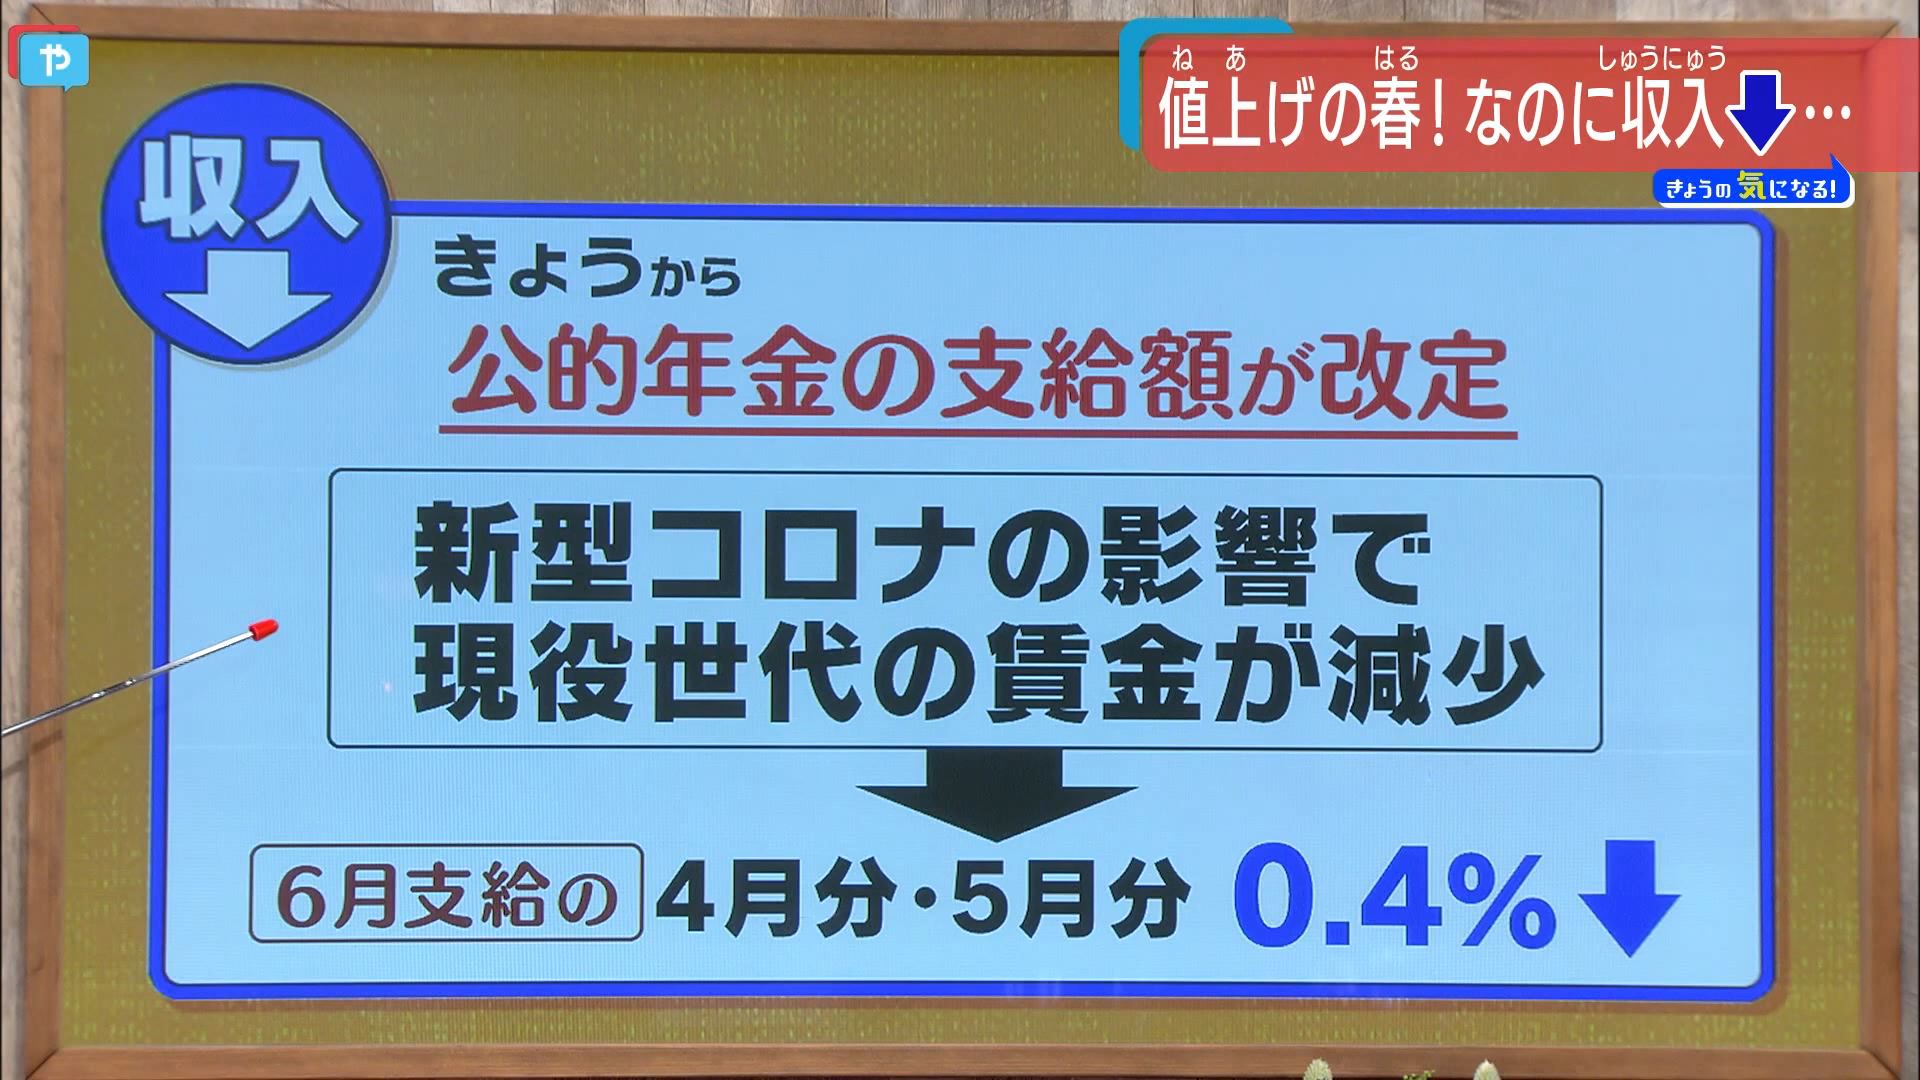 や
ね あ はる しゅうにゅう
値上げの春!なのに収入⬇…
きょうの気になる!
収入
きょうから
公的年金の支給額が改定
新型コロナの影響で
現役世代の賃金が減少
6月支給の 4月分・5月分 0.4%⬇